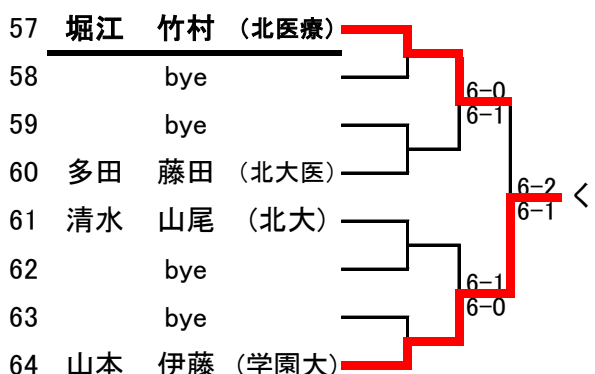 57 堀江 竹村 (北医療)
58 bye
6-0
59 bye
6-1
60 多田 藤田 (北大医)
6-2
く
61 清水 山尾 (北大)
6-1
62 bye
6-1
63 bye
6-0
64 山本 伊藤 (学園大)